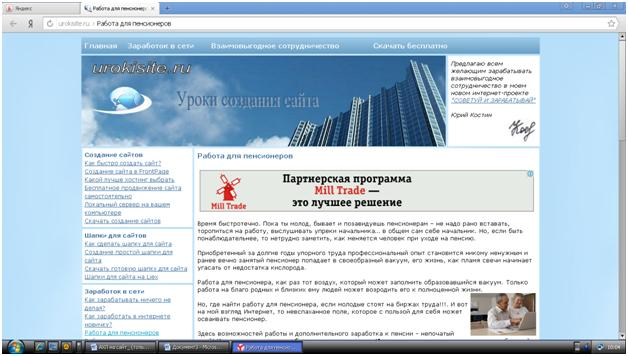 Яндекс
Работа для пенсионеро
urokisite.ru › Работа для пенсионеров
Главная Заработок в сети Взаимовыгодное сотрудничество Скачать бесплатно
urokisite.ru
Уроки создания сайта
Предлагаю всем
желающим зарабатывать
взаимовыгодное
сотрудничество в моем
новом интернет-проекте
"СОВЕТУЙ И ЗАРАБАТЫВАЙ"
Юрий Костин
Создание сайтов
Как быстро создать сайт?
Создание сайта в FrontPage
Какой лучше хостинг выбрать
Бесплатное продвижение сайта
самостоятельно
Локальный сервер на вашем
компьютере
Скачать создание сайтов
Шапки для сайтов
Как сделать шапку для сайта
Создание простой шапки для
сайта
Скачать готовую шапку для сайта
Шапки для сайта на Liex
Заработок в сети
Как зарабатывать ничего не
делая?
Как заработать в интернете
новичку?
Работа для пенсионеров
Работа для пенсионеров
Партнерская программа
Mill Trade —
это лучшее решение
Mill Trade
Время быстротечно. Пока ты молод, бывает и позавидуешь пенсионерам – не надо рано вставать,
торопиться на работу, выслушивать упреки начальника... в общем сам себе начальник. Но, если быть
понаблюдательнее, то нетрудно заметить, как меняется человек при уходе на пенсию.
Приобретенный за долгие годы упорного труда профессиональный опыт становится никому ненужным и
ранее вечно занятый пенсионер попадает в своеобразный вакуум, его жизнь, как пламя свечи начинает
угасать от недостатка кислорода.
Работа для пенсионера, как раз тот воздух, который может заполнить образовавшийся вакуум. Только
работа на благо родных и близких ему людей может возродить его к полноценной жизни.
Но, где найти работу для пенсионера, если молодые стоят на биржах труда!!!. И вот
на мой взгляд Интернет, то невспаханное поле, которое с пользой для себя может
осваивать пенсионер.
Здесь возможностей работы и дополнительного заработка к пенсии – непочатый
АХП на сайт_ (толь... Документ3 - Micros... Работа для пенсио... 10:04